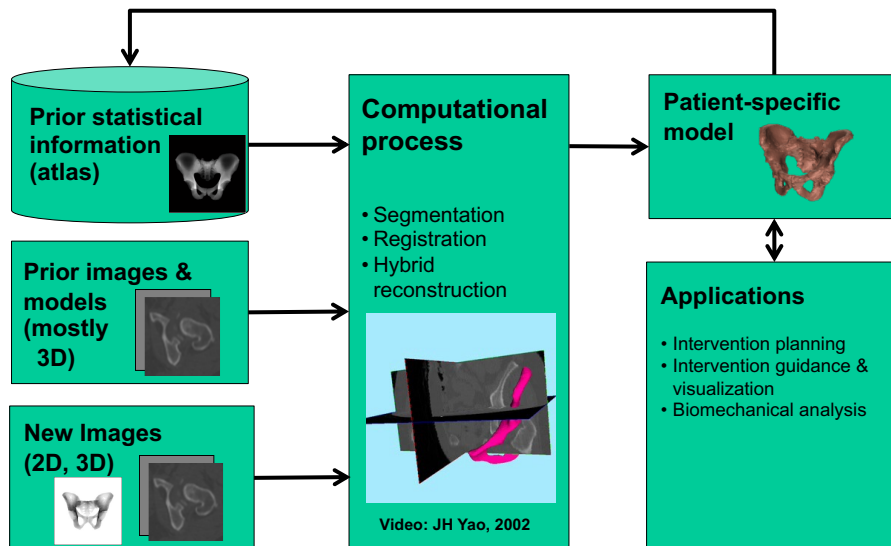 Prior statistical
information
(atlas)
Prior images &
models
(mostly
3D)
New Images
(2D, 3D)
Computational
process
• Segmentation
• Registration
• Hybrid
reconstruction
Video: JH Yao, 2002
Patient-specific
model
Applications
• Intervention planning
• Intervention guidance &
visualization
• Biomechanical analysis